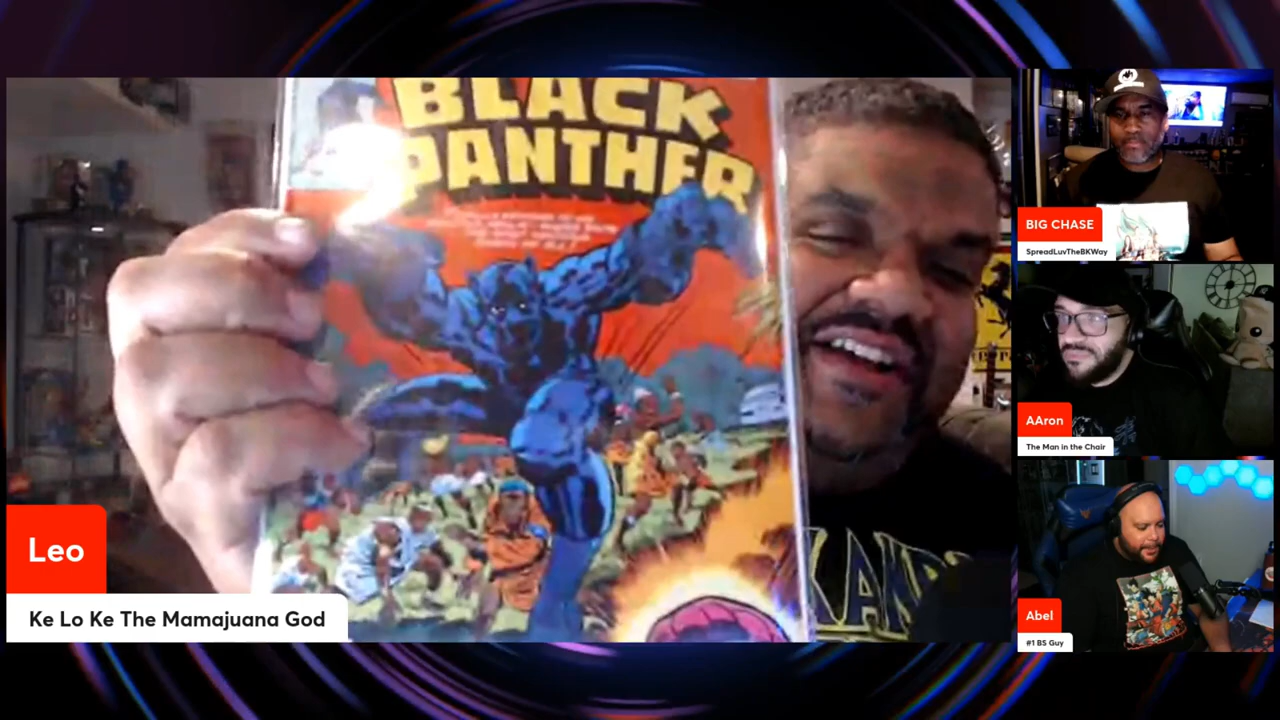 BLACK
PANTHER
Leo
Ke Lo Ke The Mamajuana God
BIG CHASE
SpreadLuvTheBKWay
AAron
The Man in the Chair
Abel
#1 BS Guy